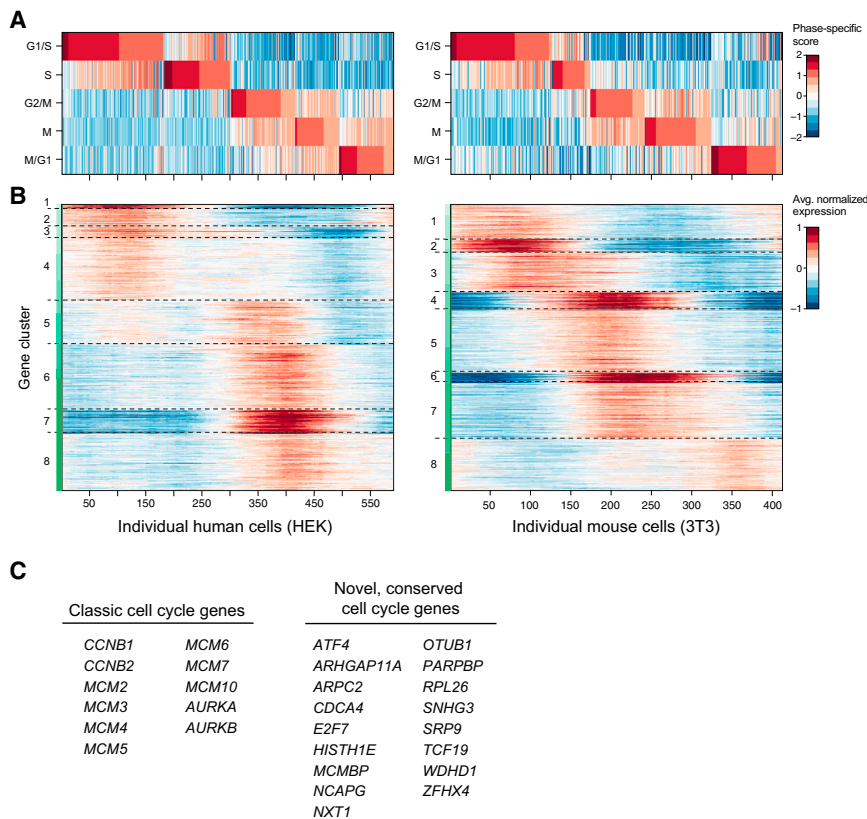 A
G1/S
S
G2/M
M
M/G1
G1/S
S
G2/M
M
M/G1
Phase-specific
score
2
1
0
−1
−2
B
Gene cluster
1
2
3
4
5
6
7
8
50
150
250
350
450
550
Individual human cells (HEK)
1
2
3
4
5
6
7
8
50
100
150
200
250
300
350
400
Individual mouse cells (3T3)
Avg. normalized
expression
1
0
−1
C
Classic cell cycle genes
CCNB1 MCM6
CCNB2 MCM7
MCM2 MCM10
MCM3 AURKA
MCM4 AURKB
MCM5
Novel, conserved
cell cycle genes
ATF4 OTUB1
ARHGAP11A PARPBP
ARPC2 RPL26
CDCA4 SNHG3
E2F7 SRP9
HISTH1E TCF19
MCMBP WDHD1
NCAPG ZFHX4
NXT1